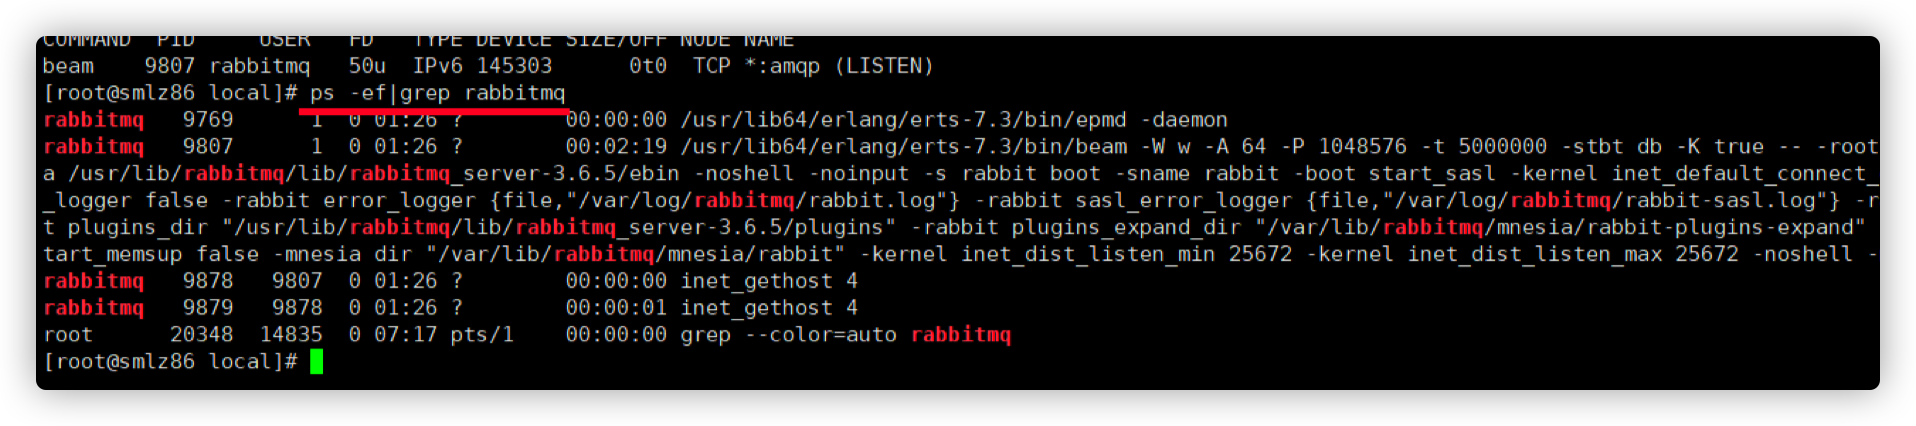 COMMAND PID USER FD TYPE DEVICE SIZE/OFF NODE NAME
beam 9807 rabbitmq 50u IPv6 145303 0t0 TCP *:amqp (LISTEN)
[root@smlz86 local]# ps -ef|grep rabbitmq
rabbitmq 9769 1 0 01:26 ? 00:00:00 /usr/lib64/erlang/erts-7.3/bin/epmd -daemon
rabbitmq 9807 1 0 01:26 ? 00:02:19 /usr/lib64/erlang/erts-7.3/bin/beam -W w -A 64 -P 1048576 -t 5000000 -stbt db -K true -- -root
a /usr/lib/rabbitmq/lib/rabbitmq_server-3.6.5/ebin -noshell -noinput -s rabbit boot -sname rabbit -boot start_sasl -kernel inet_default_connect_
_logger false -rabbit error_logger {file,"/var/log/rabbitmq/rabbit.log"} -rabbit sasl_error_logger {file,"/var/log/rabbitmq/rabbit-sasl.log"} -r
t plugins_dir "/usr/lib/rabbitmq/lib/rabbitmq_server-3.6.5/plugins" -rabbit plugins_expand_dir "/var/lib/rabbitmq/mnesia/rabbit-plugins-expand"
tart_memsup false -mnesia dir "/var/lib/rabbitmq/mnesia/rabbit" -kernel inet_dist_listen_min 25672 -kernel inet_dist_listen_max 25672 -noshell -
rabbitmq 9878 9807 0 01:26 ? 00:00:00 inet_gethost 4
rabbitmq 9879 9878 0 01:26 ? 00:00:01 inet_gethost 4
root 20348 14835 0 07:17 pts/1 00:00:00 grep --color=auto rabbitmq
[root@smlz86 local]#